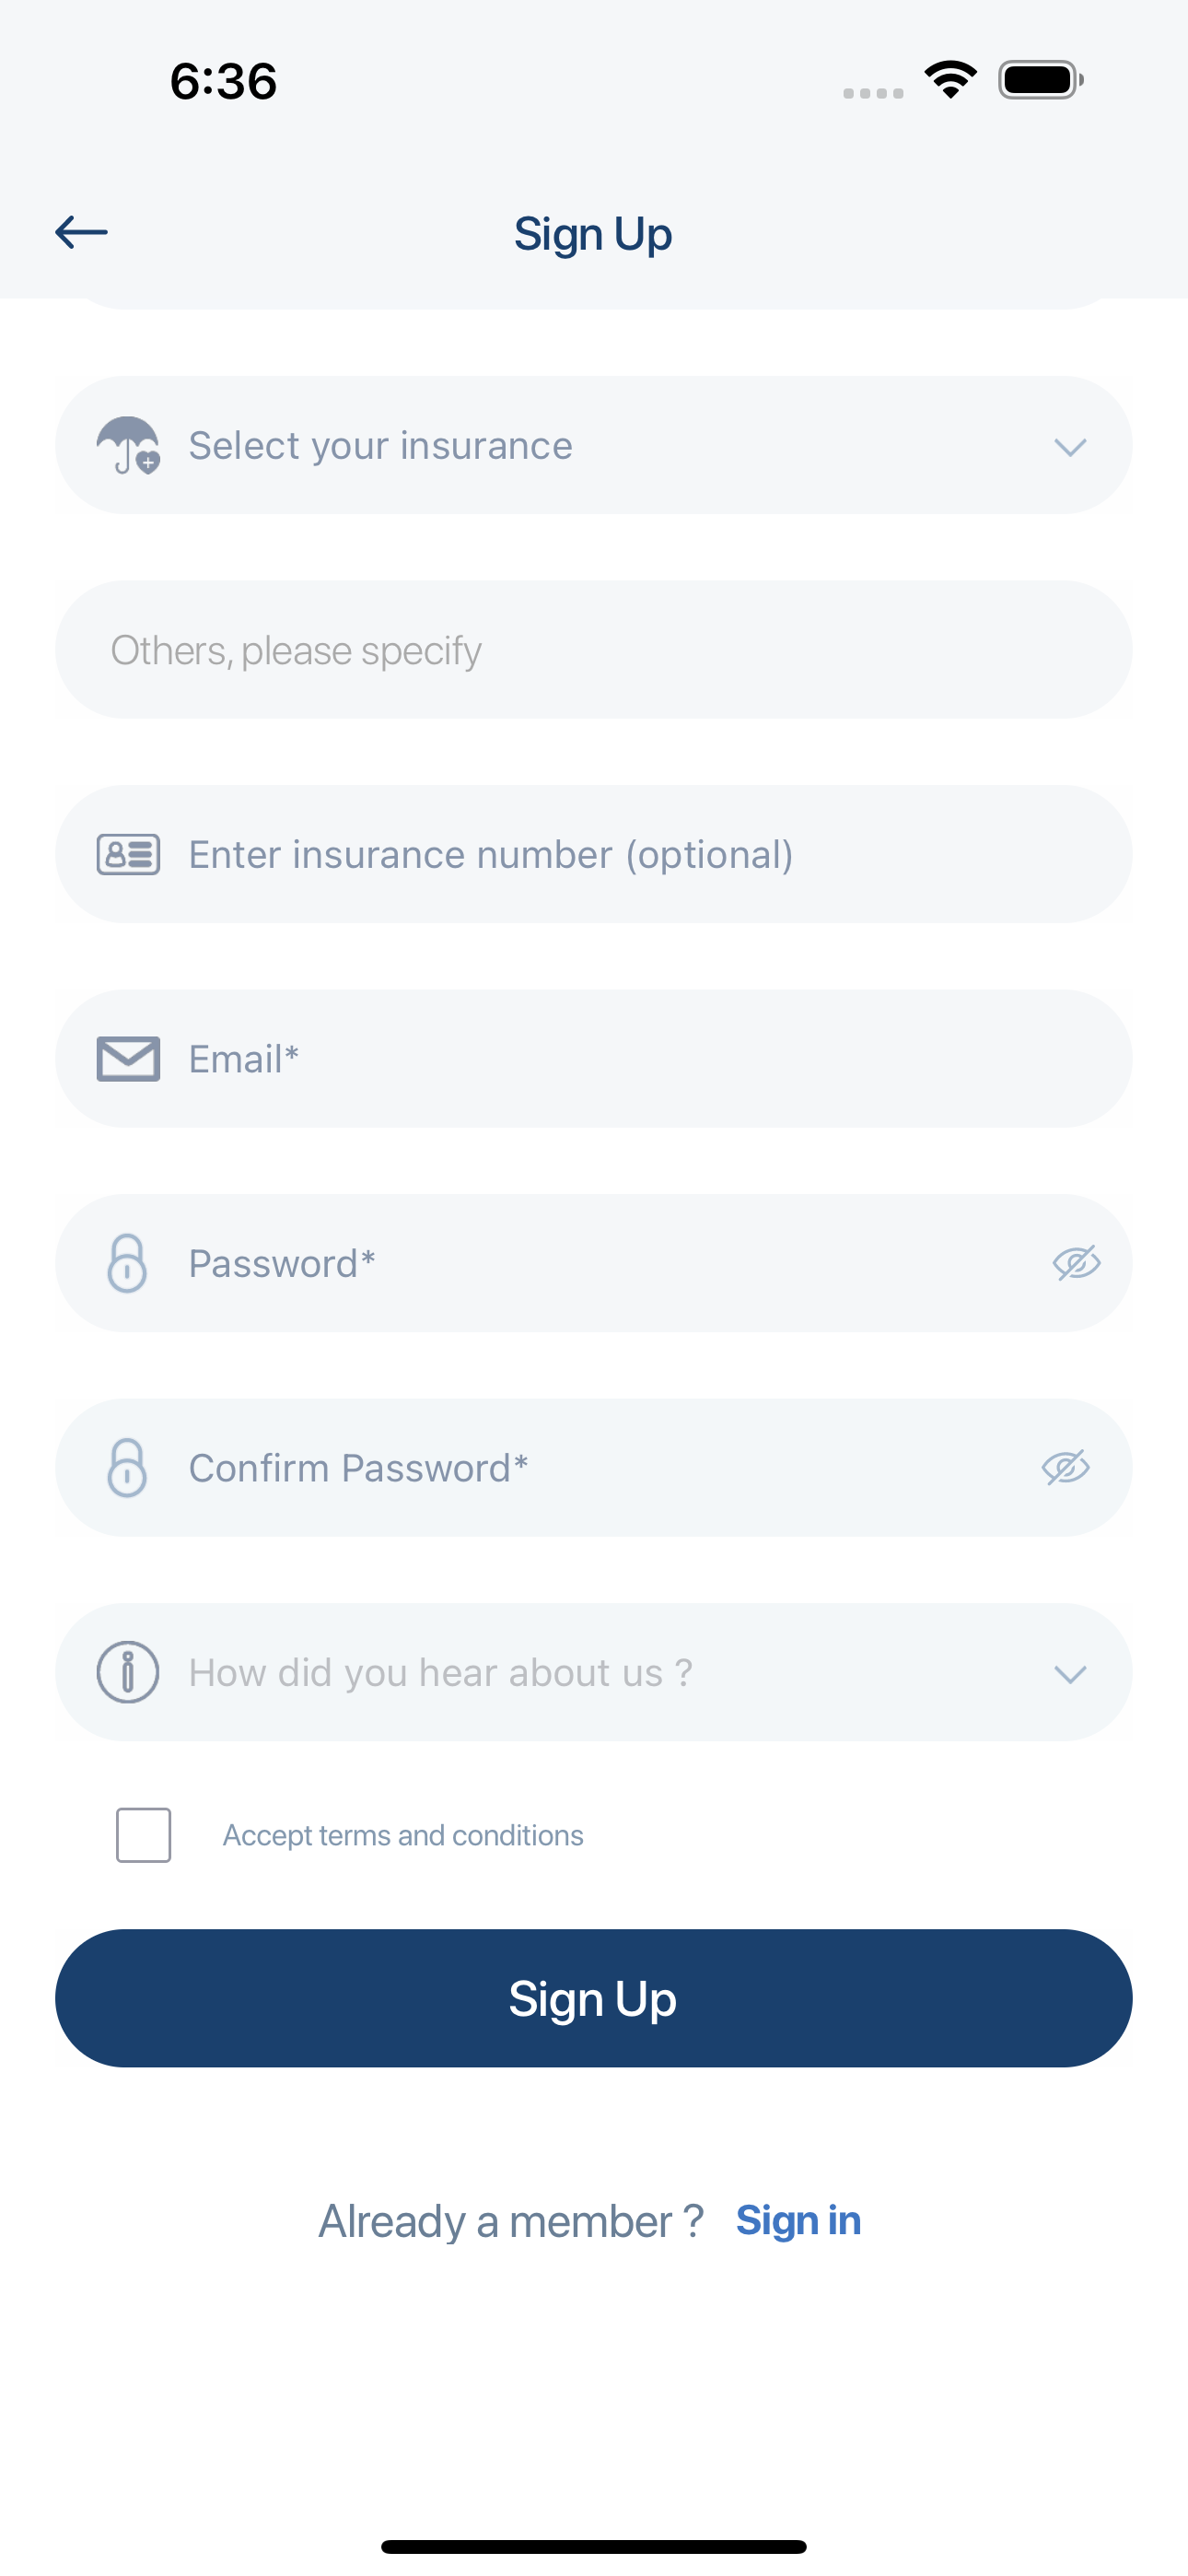 6:36
Sign Up
Select your insurance
Others, please specify
Enter insurance number (optional)
Email*
Password*
Confirm Password*
How did you hear about us ?
Accept terms and conditions
Sign Up
Already a member ? Sign in